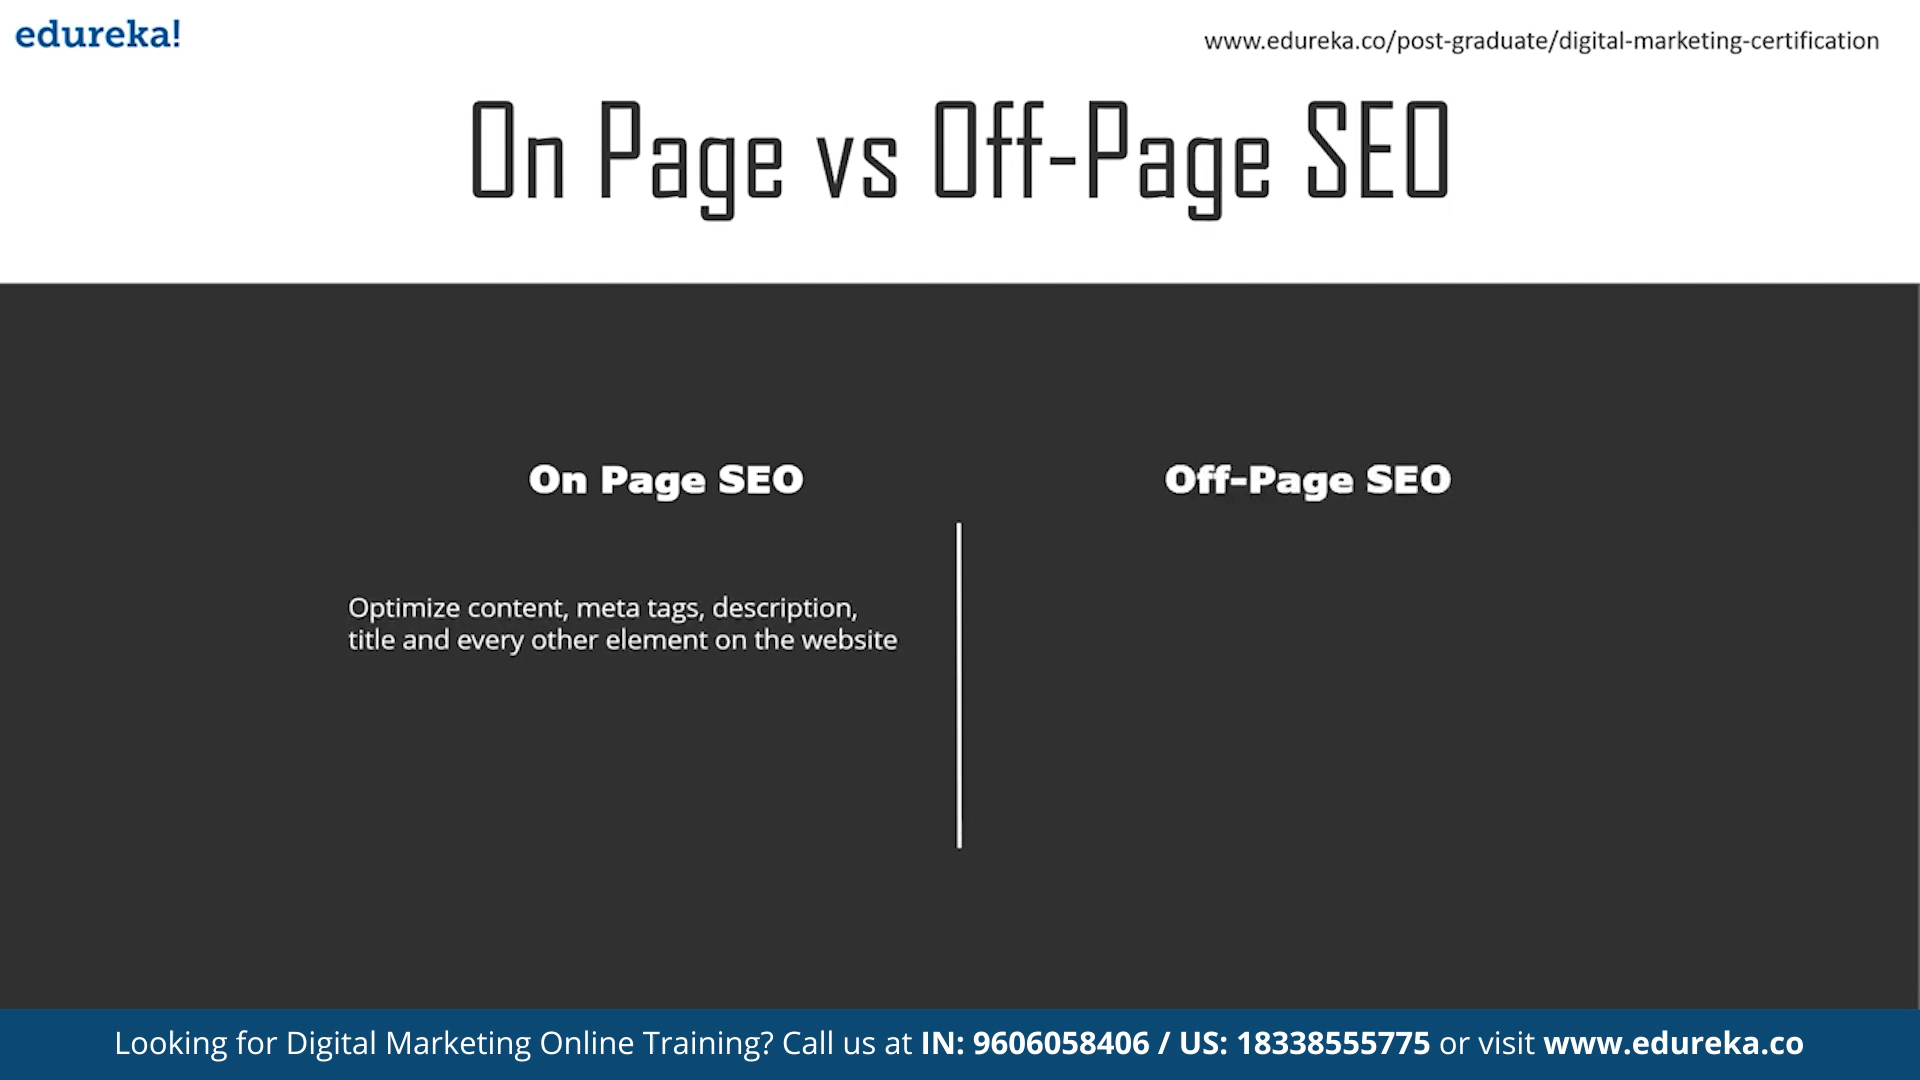 edureka!
www.edureka.co/post-graduate/digital-marketing-certification
On Page vs Off-Page SEO
On Page SEO
Optimize content, meta tags, description,
title and every other element on the website
Off-Page SEO
Looking for Digital Marketing Online Training? Call us at IN: 9606058406 / US: 18338555775 or visit www.edureka.co